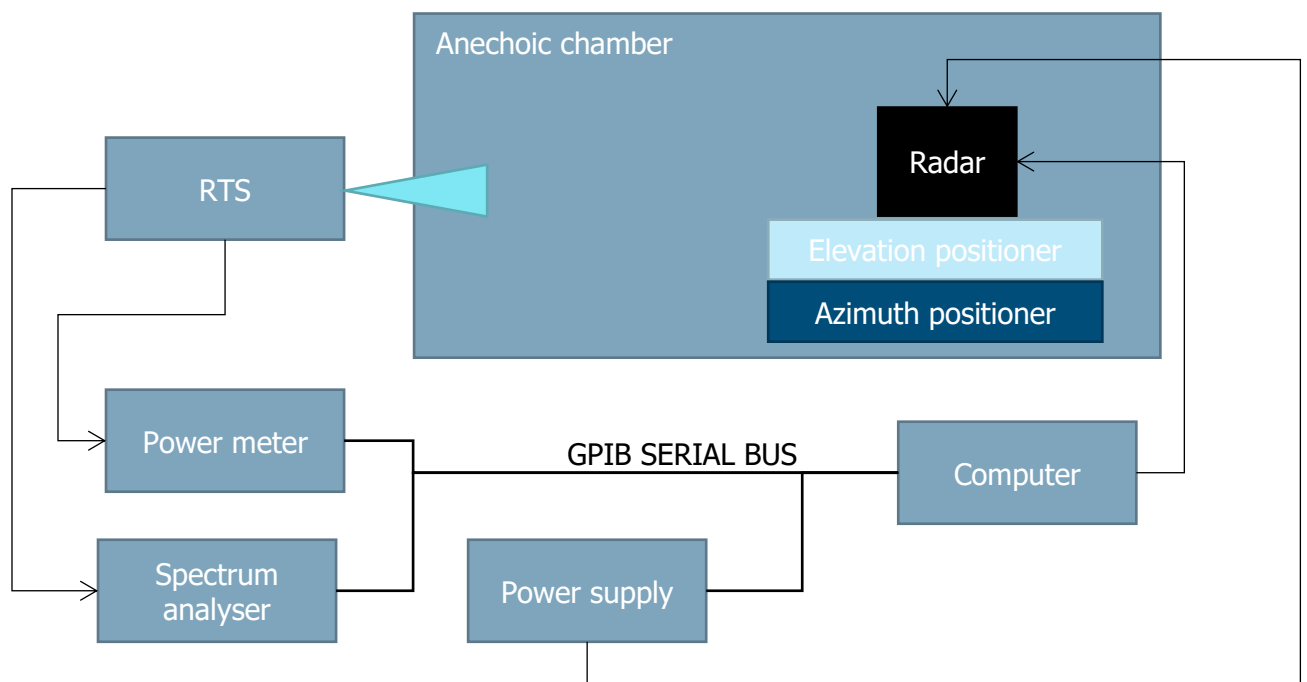 Anechoic chamber
RTS
Radar
Elevation positioner
Azimuth positioner
Power meter
GPIB SERIAL BUS
Computer
Spectrum
analyser
Power supply